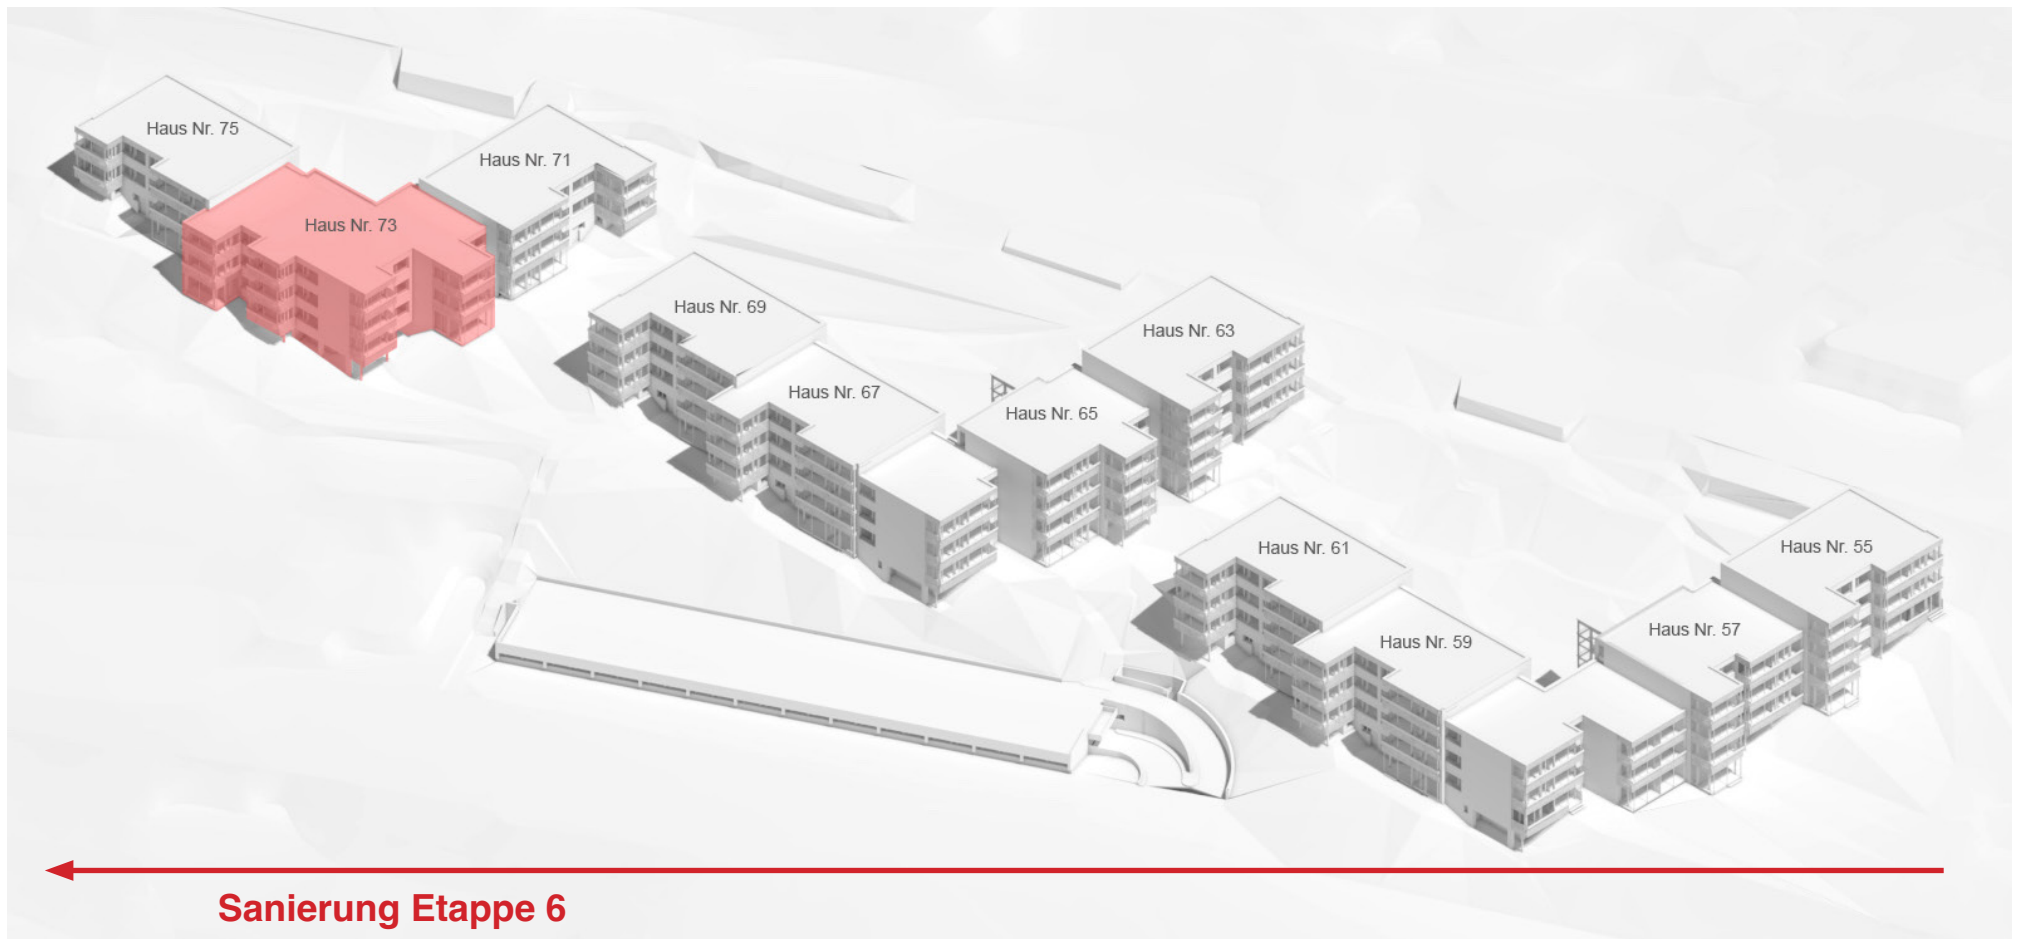 Haus Nr. 75
Haus Nr. 71
Haus Nr. 73
Haus Nr. 69
Haus Nr. 63
Haus Nr. 67
Haus Nr. 65
Haus Nr. 61
Haus Nr. 55
Haus Nr. 59
Haus Nr. 57
Sanierung Etappe 6